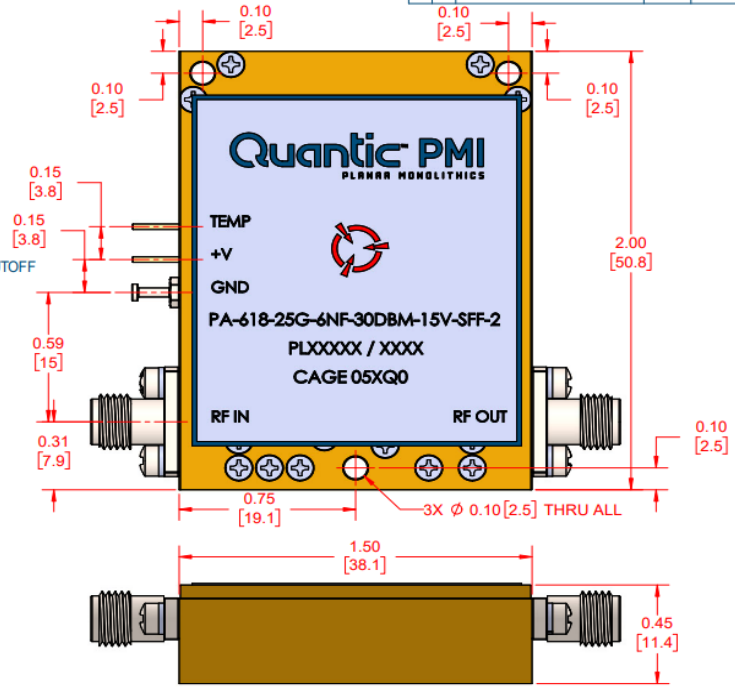 0.10
[2.5]
0.10
[2.5]
0.10
[2.5]
0.10
[2.5]
Quantic™ PMI
PLANAR MONOLITHICS
0.15
[3.8]
0.15
[3.8]
TEMP
+V
GND
2.00
[50.8]
PA-618-25G-6NF-30DBM-15V-SFF-2
PLXXXXX / XXXX
CAGE 05XQ0
0.59
[15]
RF IN
RF OUT
0.31
[7.9]
0.10
[2.5]
0.75
[19.1]
3X Ø 0.10 [2.5] THRU ALL
1.50
[38.1]
0.45
[11.4]